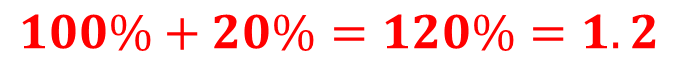 100% + 20% = 120% = 1.2